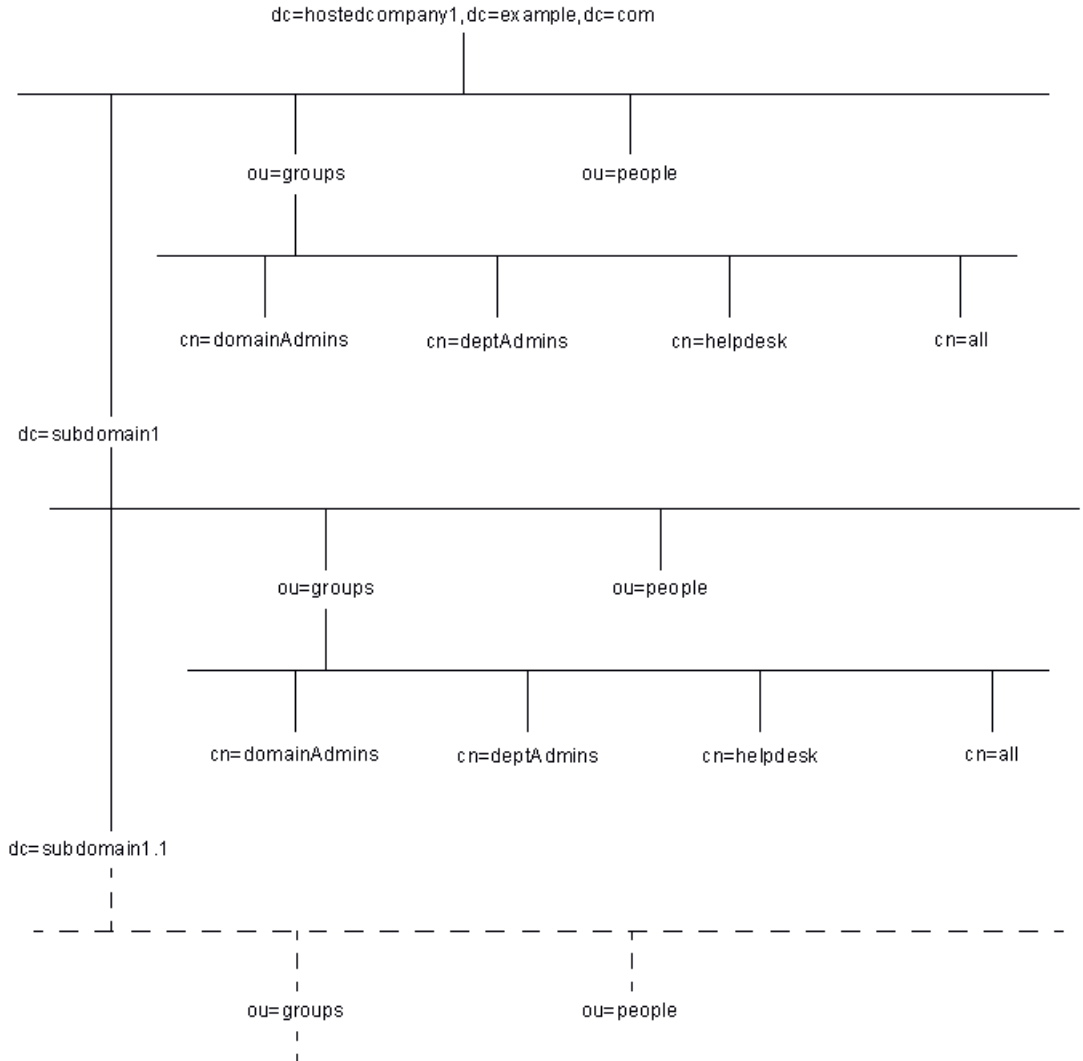 dc=hostedcompany1,dc=example,dc=com
ou=groups
ou=people
cn=domainAdmins
cn=deptAdmins
cn=helpdesk
cn=all
dc=subdomain1
ou=groups
ou=people
cn=domainAdmins
cn=deptAdmins
cn=helpdesk
cn=all
dc=subdomain1.1
ou=groups
ou=people